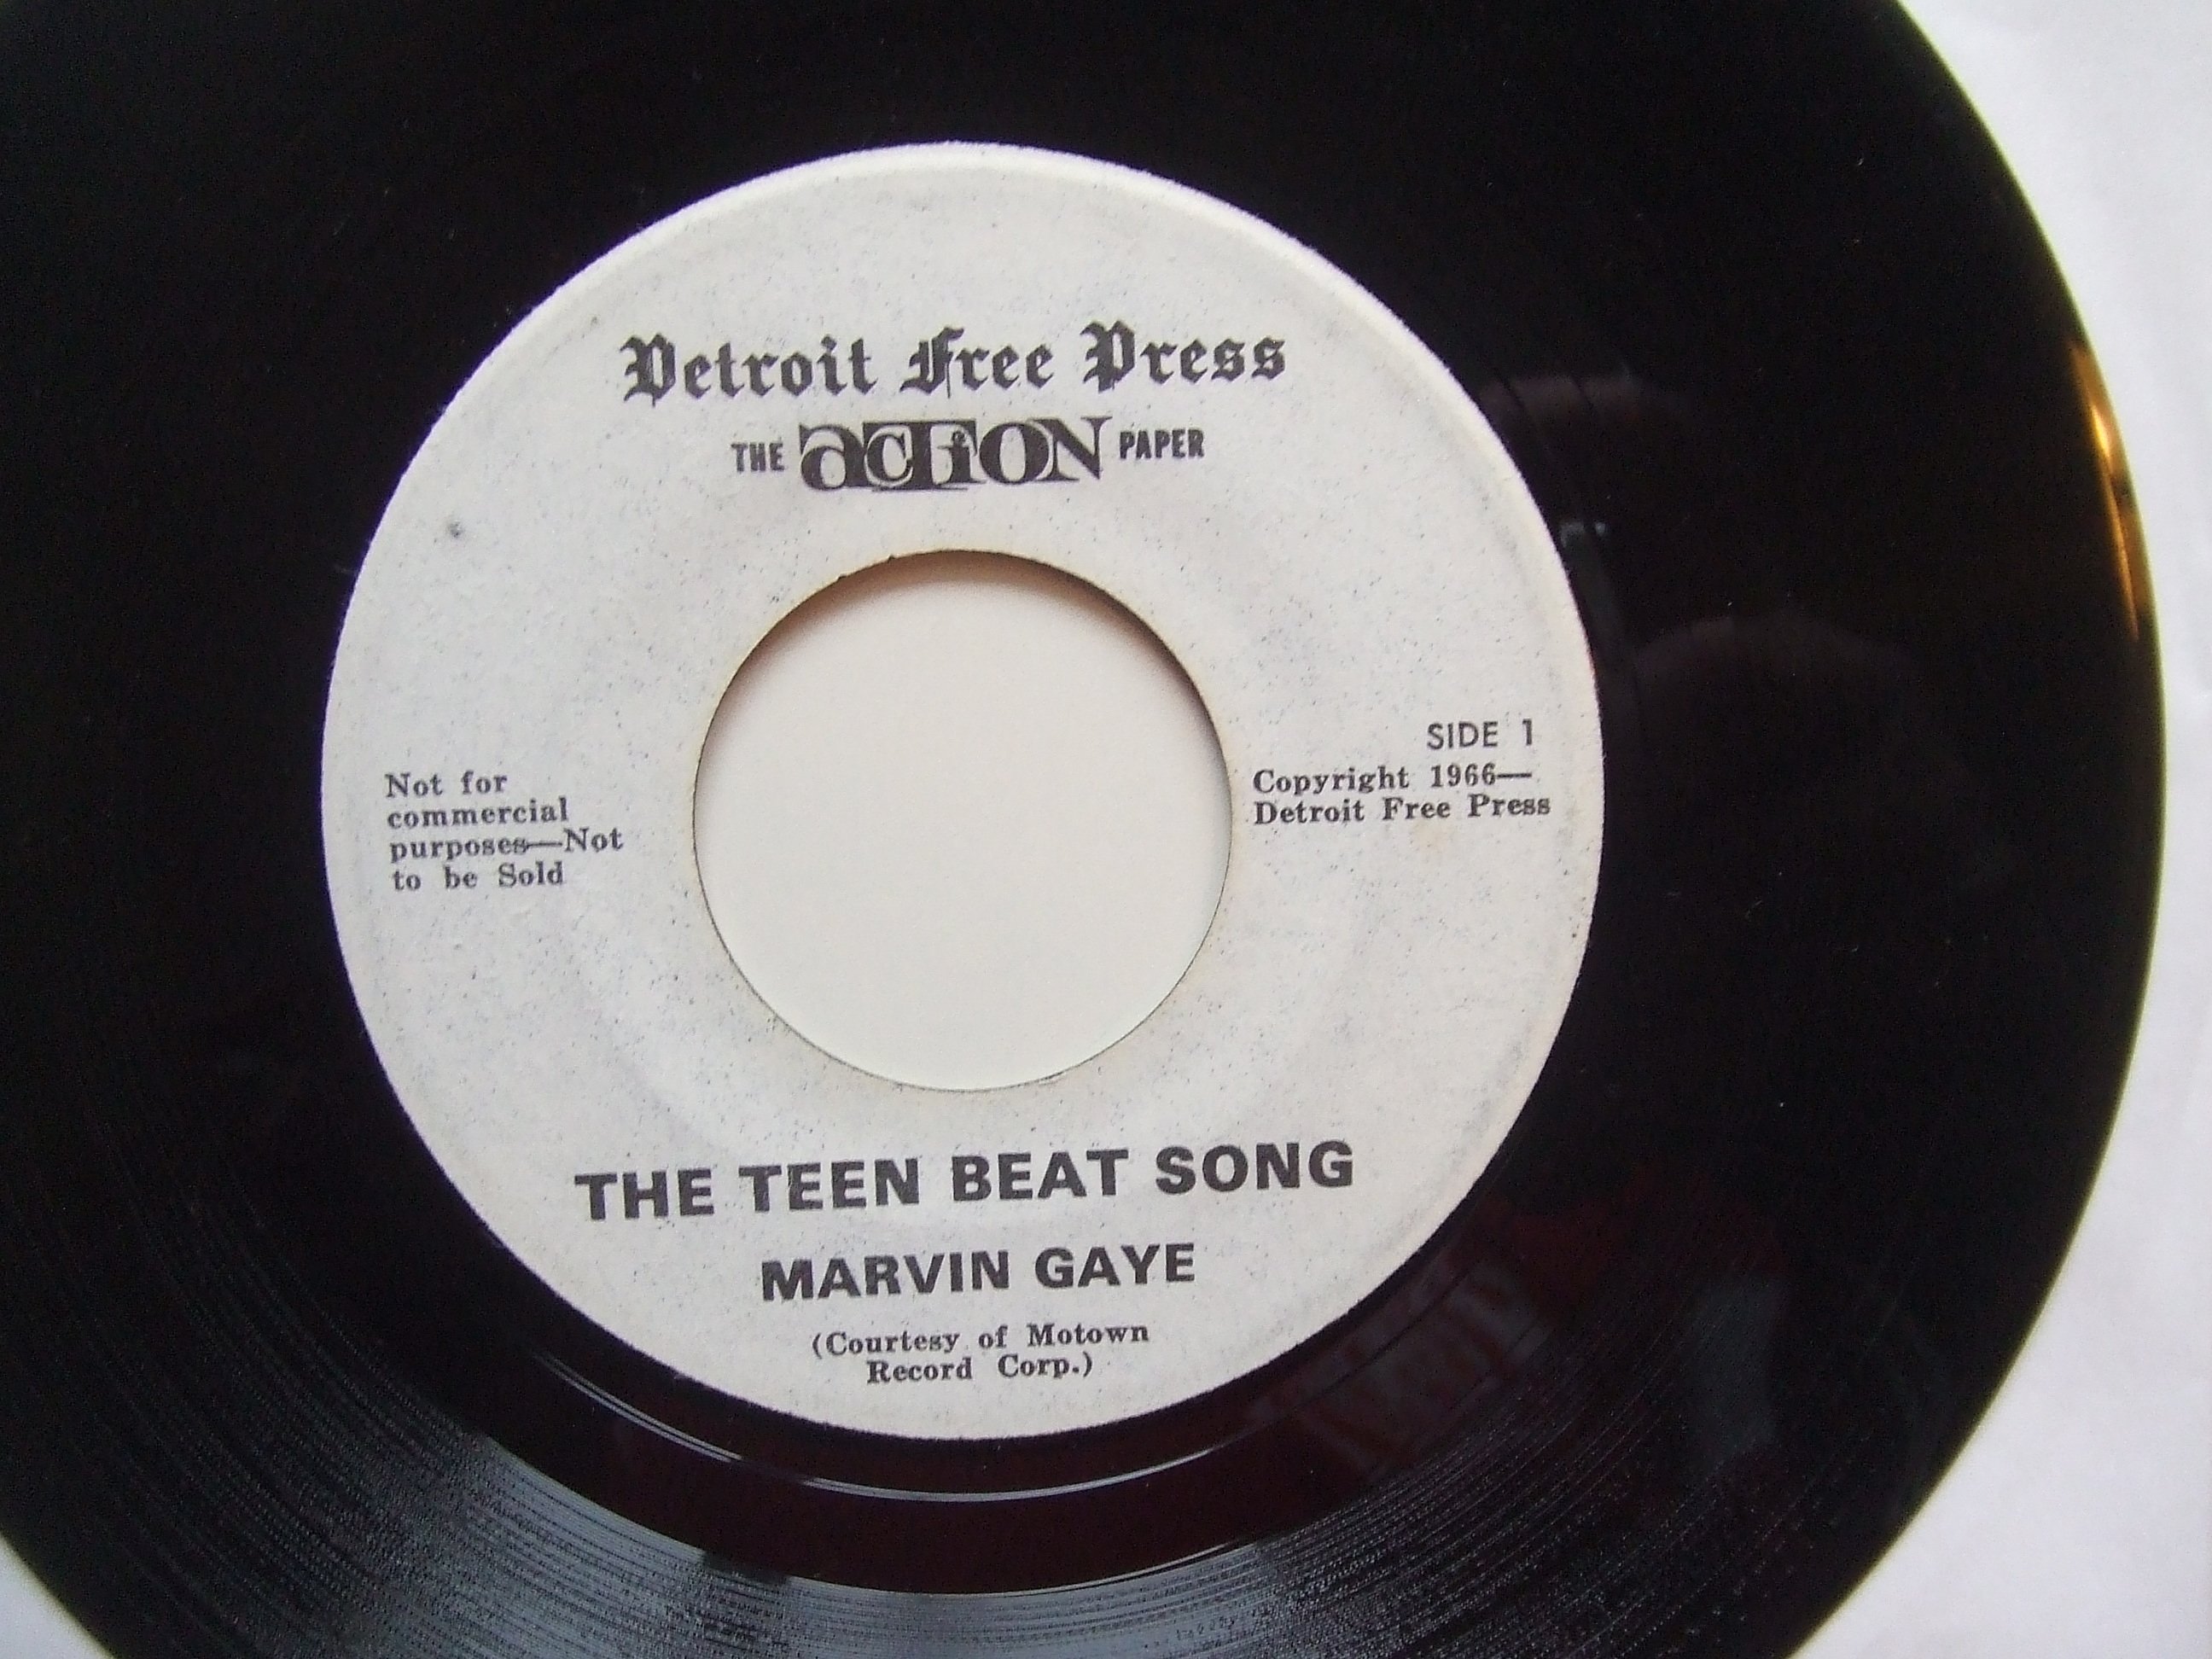 Detroit Free Press
THE action PAPER
SIDE 1
Copyright 1966—
Detroit Free Press
Not for
commercial
purposes—Not
to be Sold
THE TEEN BEAT SONG
MARVIN GAYE
(Courtesy of Motown
Record Corp.)